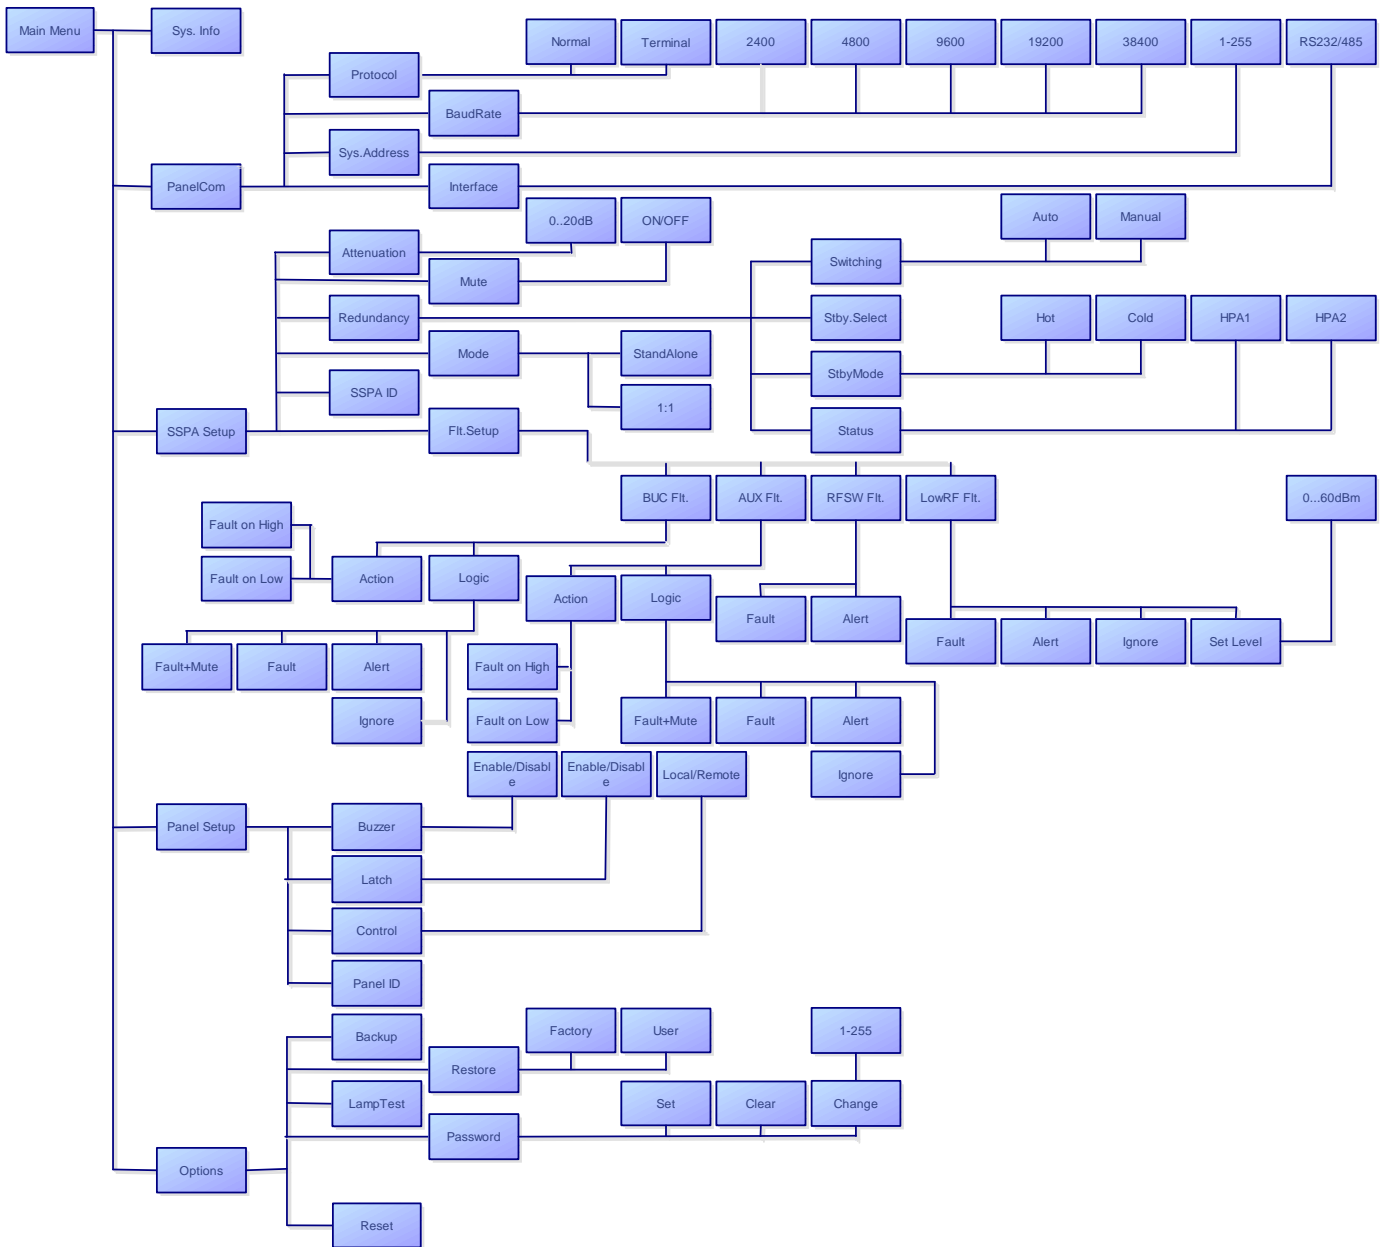 Main Menu
Sys. Info
Normal
Terminal
2400
4800
9600
19200
38400
1-255
RS232/485
Protocol
BaudRate
Sys.Address
PanelCom
Interface
0..20dB
ON/OFF
Auto
Manual
Attenuation
Switching
Mute
Redundancy
Stby.Select
Hot
Cold
HPA1
HPA2
Mode
StandAlone
StbyMode
SSPA ID
1:1
SSPA Setup
Flt.Setup
Status
BUC Flt.
AUX Flt.
RFSW Flt.
LowRF Flt.
0...60dBm
Fault on High
Fault on Low
Action
Logic
Action
Logic
Fault
Alert
Fault
Alert
Ignore
Set Level
Fault+Mute
Fault
Alert
Fault on High
Ignore
Fault on Low
Fault+Mute
Fault
Alert
Enable/Disabl
e
Enable/Disabl
e
Local/Remote
Ignore
Panel Setup
Buzzer
Latch
Control
Panel ID
Backup
Factory
User
1-255
Restore
LampTest
Set
Clear
Change
Password
Options
Reset